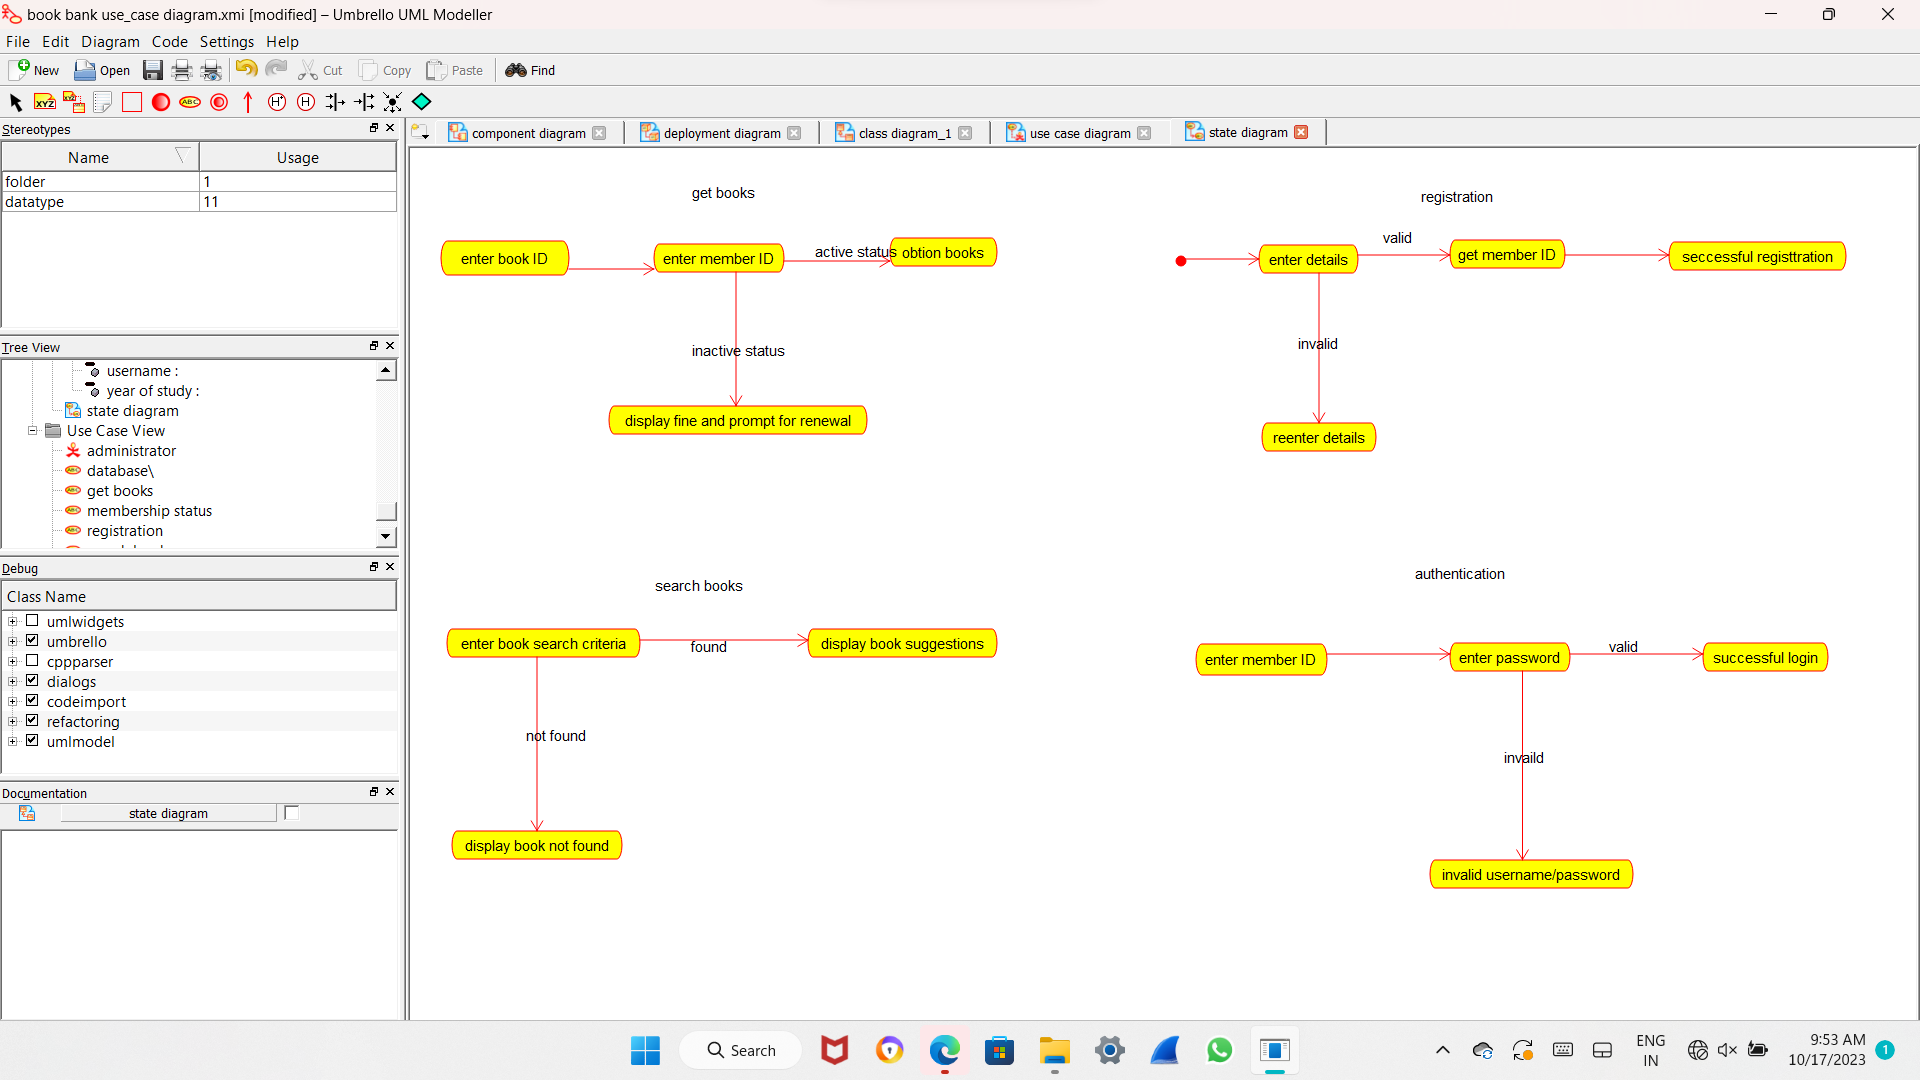 book bank use_case diagram.xmi [modified] – Umbrello UML Modeller
File Edit Diagram Code Settings Help
New Open Cut Copy Paste Find
XYZ XYZ ABC H* H
Stereotypes
Name Usage
folder 1
datatype 11
Tree View
username :
year of study :
state diagram
Use Case View
administrator
database\
get books
membership status
registration
Debug
Class Name
umlwidgets
umbrello
cppparser
dialogs
codeimport
refactoring
umlmodel
Documentation
state diagram
component diagram deployment diagram class diagram_1 use case diagram state diagram
get books
enter book ID enter member ID active status obtion books
inactive status
display fine and prompt for renewal
registration
enter details valid get member ID seccessful registtration
invalid
reenter details
search books
enter book search criteria found display book suggestions
not found
display book not found
authentication
enter member ID enter password valid successful login
invaild
invalid username/password
Search
ENG
IN
9:53 AM
10/17/2023
1